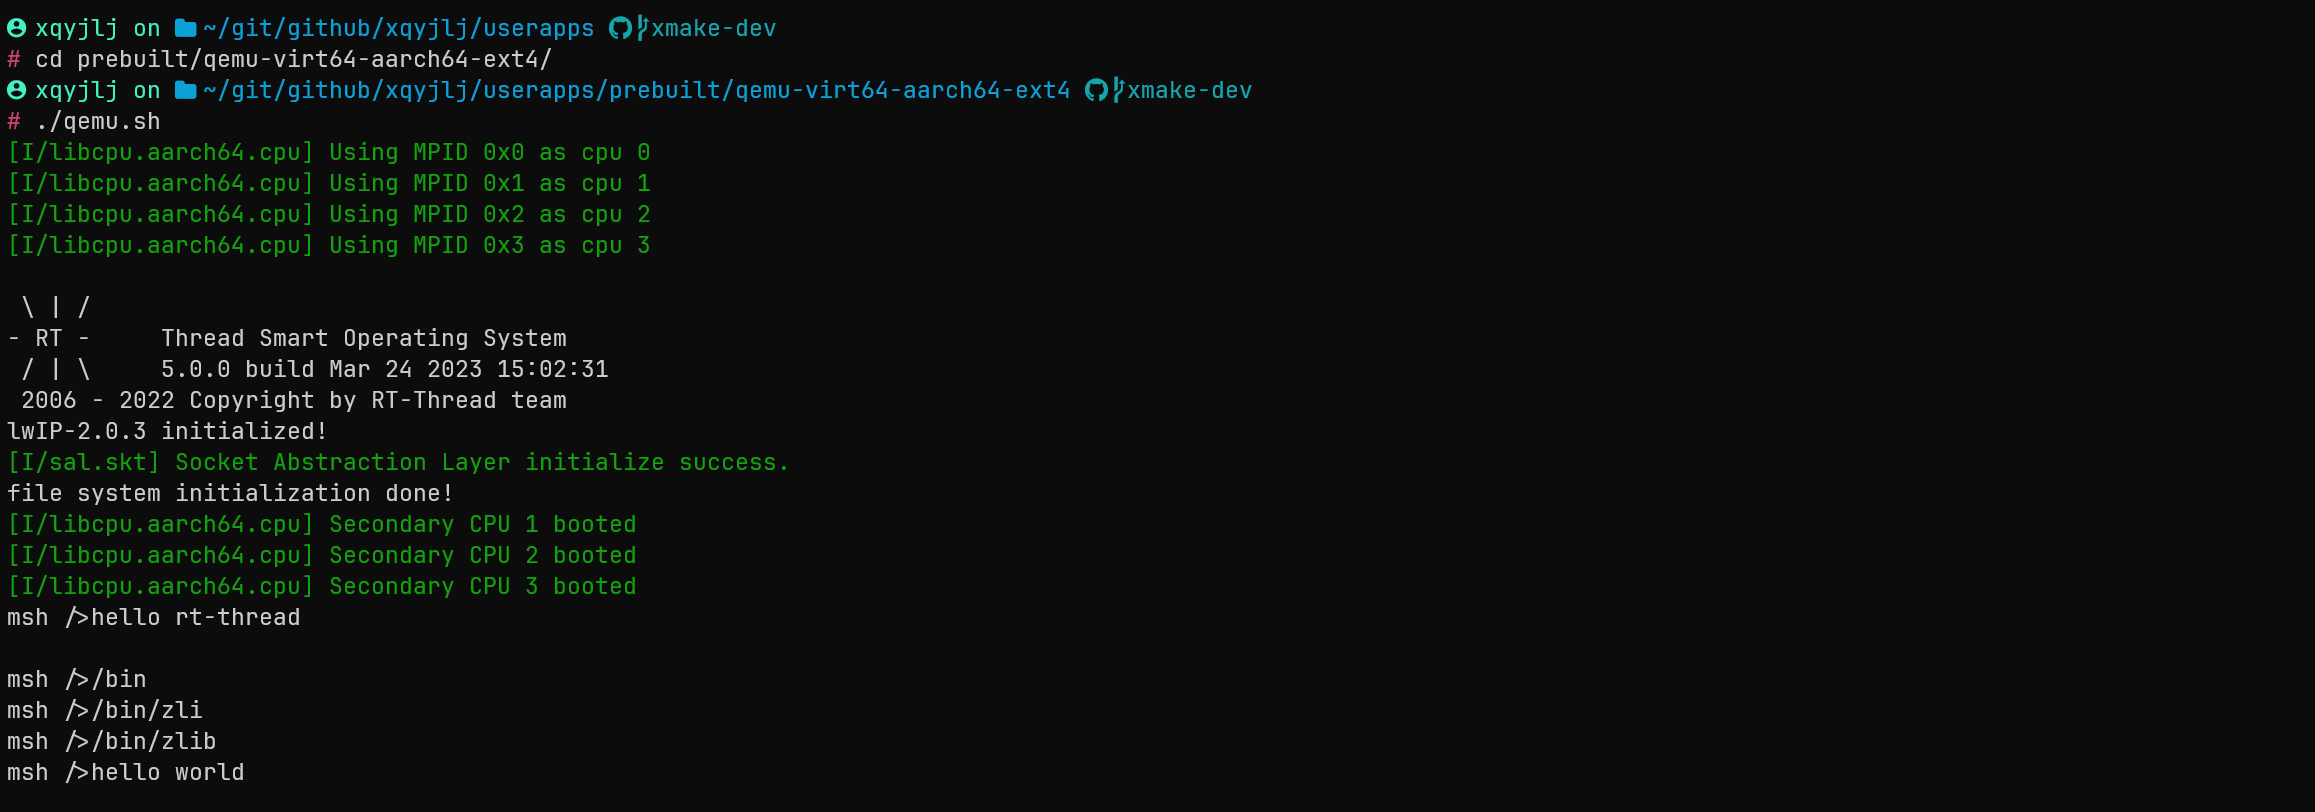 xqyjlj on ~/git/github/xqyjlj/userapps xmake-dev
# cd prebuilt/qemu-virt64-aarch64-ext4/
xqyjlj on ~/git/github/xqyjlj/userapps/prebuilt/qemu-virt64-aarch64-ext4 xmake-dev
# ./qemu.sh
[I/libcpu.aarch64.cpu] Using MPID 0x0 as cpu 0
[I/libcpu.aarch64.cpu] Using MPID 0x1 as cpu 1
[I/libcpu.aarch64.cpu] Using MPID 0x2 as cpu 2
[I/libcpu.aarch64.cpu] Using MPID 0x3 as cpu 3
 \ | /
- RT -     Thread Smart Operating System
 / | \     5.0.0 build Mar 24 2023 15:02:31
 2006 - 2022 Copyright by RT-Thread team
lwIP-2.0.3 initialized!
[I/sal.skt] Socket Abstraction Layer initialize success.
file system initialization done!
[I/libcpu.aarch64.cpu] Secondary CPU 1 booted
[I/libcpu.aarch64.cpu] Secondary CPU 2 booted
[I/libcpu.aarch64.cpu] Secondary CPU 3 booted
msh />hello rt-thread
msh />/bin
msh />/bin/zli
msh />/bin/zlib
msh />hello world